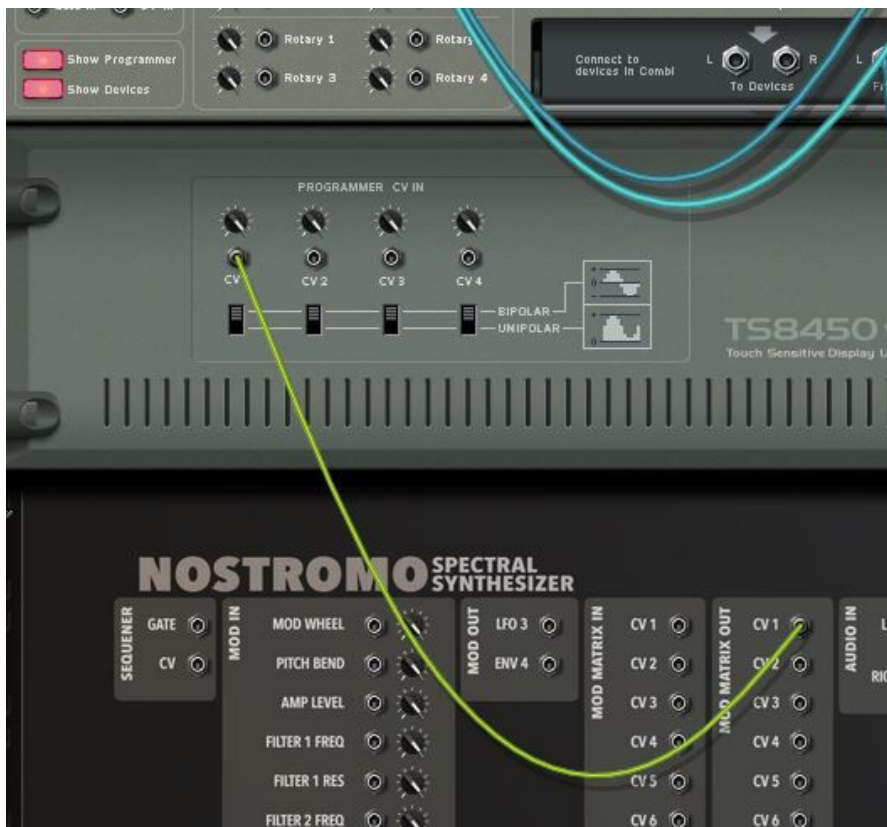 Rotary 1
Rotary
Show Programmer
Rotary 3
Rotary 4
Show Devices
Connect to
devices in Combi
L
R
L
To Devices
PROGRAMMER CV IN
CV
CV 2
CV 3
CV 4
+
0
-
BIPOLAR
UNIPOLAR
+
0
TS8450
Touch Sensitive Display U
NOSTROMO SPECTRAL
SYNTHESIZER
SEQUENER
GATE
CV
MOD IN
MOD WHEEL
PITCH BEND
AMP LEVEL
FILTER 1 FREQ
FILTER 1 RES
FILTER 2 FREQ
MOD OUT
LFO 3
ENV 4
MOD MATRIX IN
CV 1
CV 2
CV 3
CV 4
CV 5
CV 6
MOD MATRIX OUT
CV 1
CV 2
CV 3
CV 4
CV 5
CV 6
AUDIO IN
L
RIG